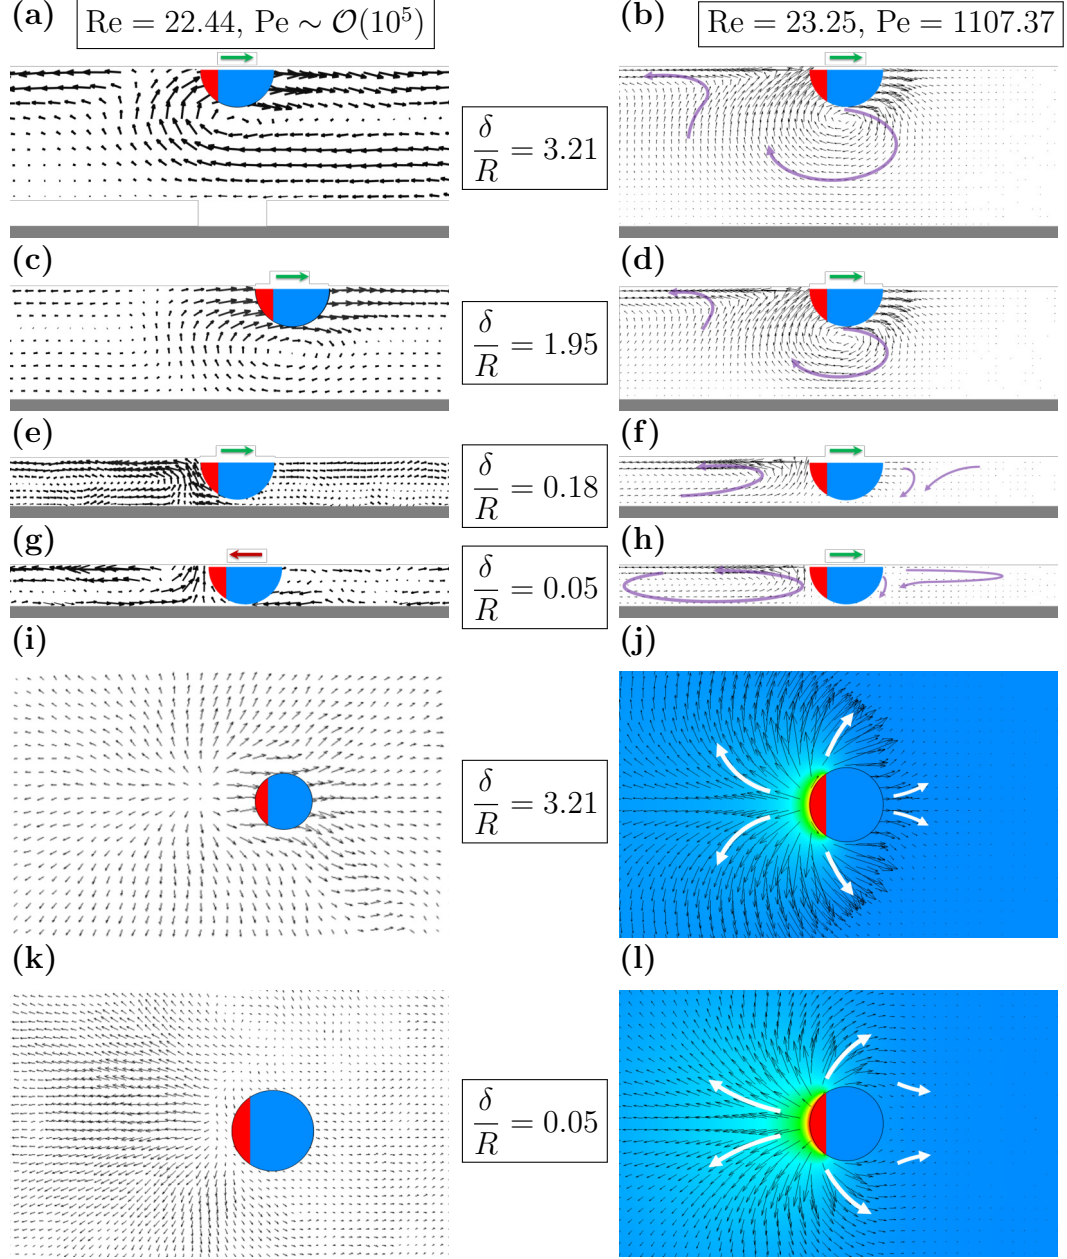 (a) Re = 22.44, Pe ∼ 𝒪(10⁵)
(b) Re = 23.25, Pe = 1107.37
δ/R = 3.21
(c)
(d)
δ/R = 1.95
(e)
(f)
δ/R = 0.18
(g)
(h)
δ/R = 0.05
(i)
(j)
δ/R = 3.21
(k)
(l)
δ/R = 0.05